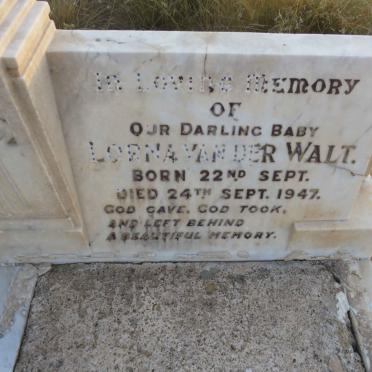 In Loving Memory
OF
Our Darling Baby
Lorna van der Walt.
Born 22nd Sept.
Died 24th Sept. 1947.
God gave, God took,
and left behind
a beautiful memory.